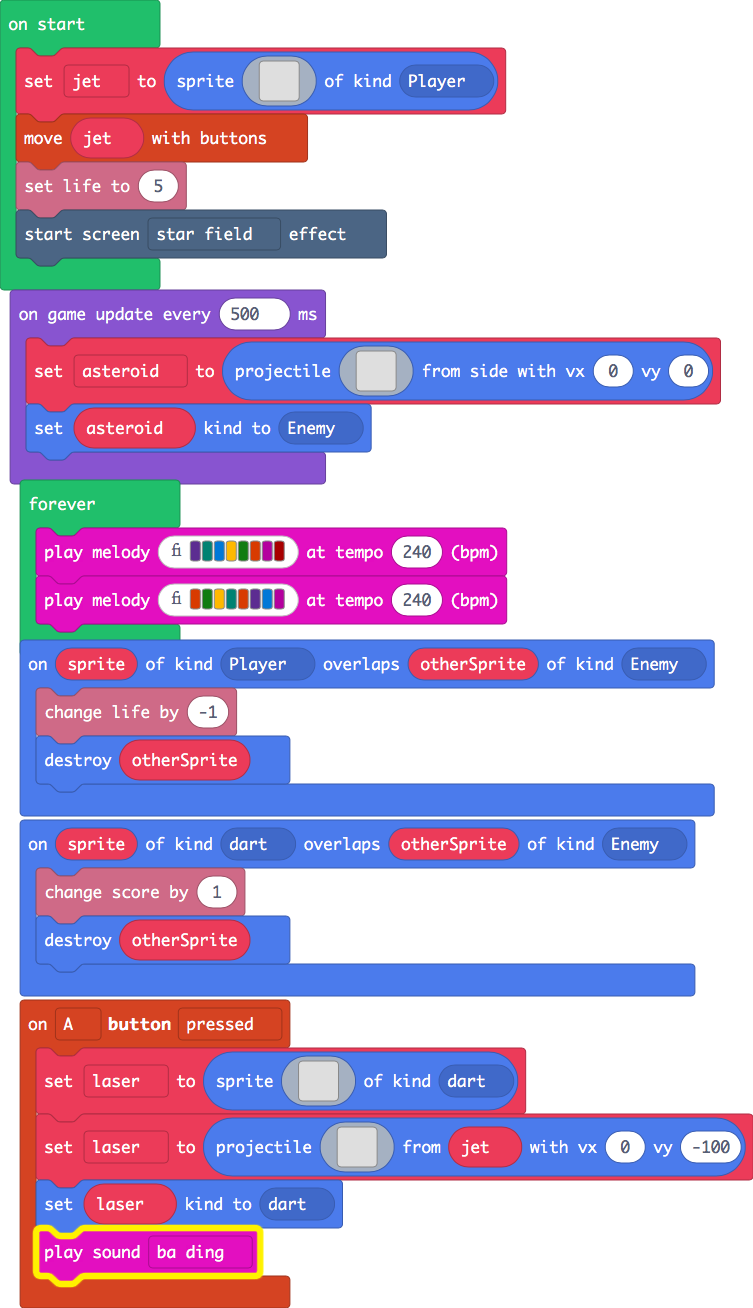 on start
set jet to sprite of kind Player
move jet with buttons
set life to 5
start screen star field effect
on game update every 500 ms
set asteroid to projectile from side with vx 0 vy 0
set asteroid kind to Enemy
forever
play melody at tempo 240 (bpm)
play melody at tempo 240 (bpm)
on sprite of kind Player overlaps otherSprite of kind Enemy
change life by -1
destroy otherSprite
on sprite of kind dart overlaps otherSprite of kind Enemy
change score by 1
destroy otherSprite
on A button pressed
set laser to sprite of kind dart
set laser to projectile from jet with vx 0 vy -100
set laser kind to dart
play sound ba ding